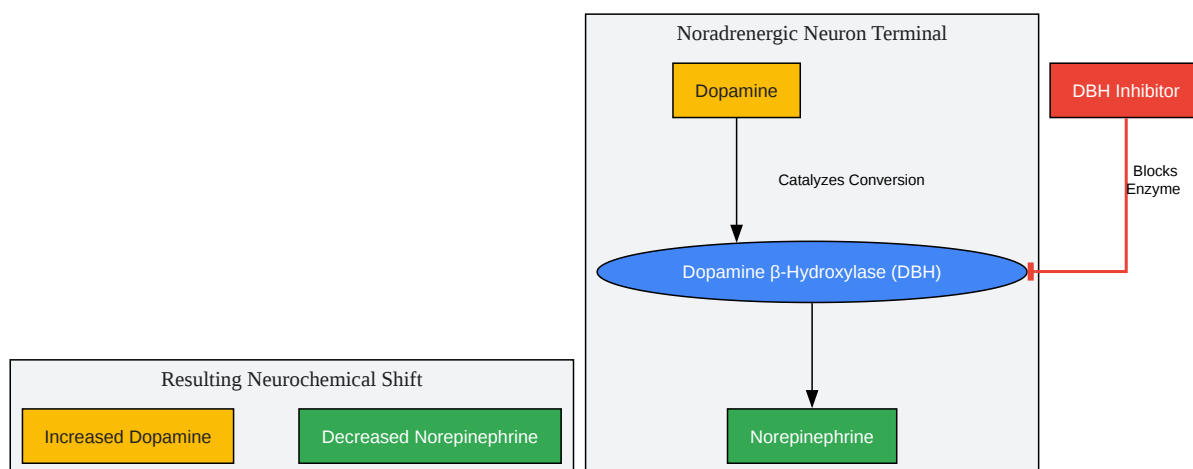 Noradrenergic Neuron Terminal
Dopamine
DBH Inhibitor
Catalyzes Conversion
Blocks
Enzyme
Dopamine β-Hydroxylase (DBH)
Resulting Neurochemical Shift
Increased Dopamine
Decreased Norepinephrine
Norepinephrine